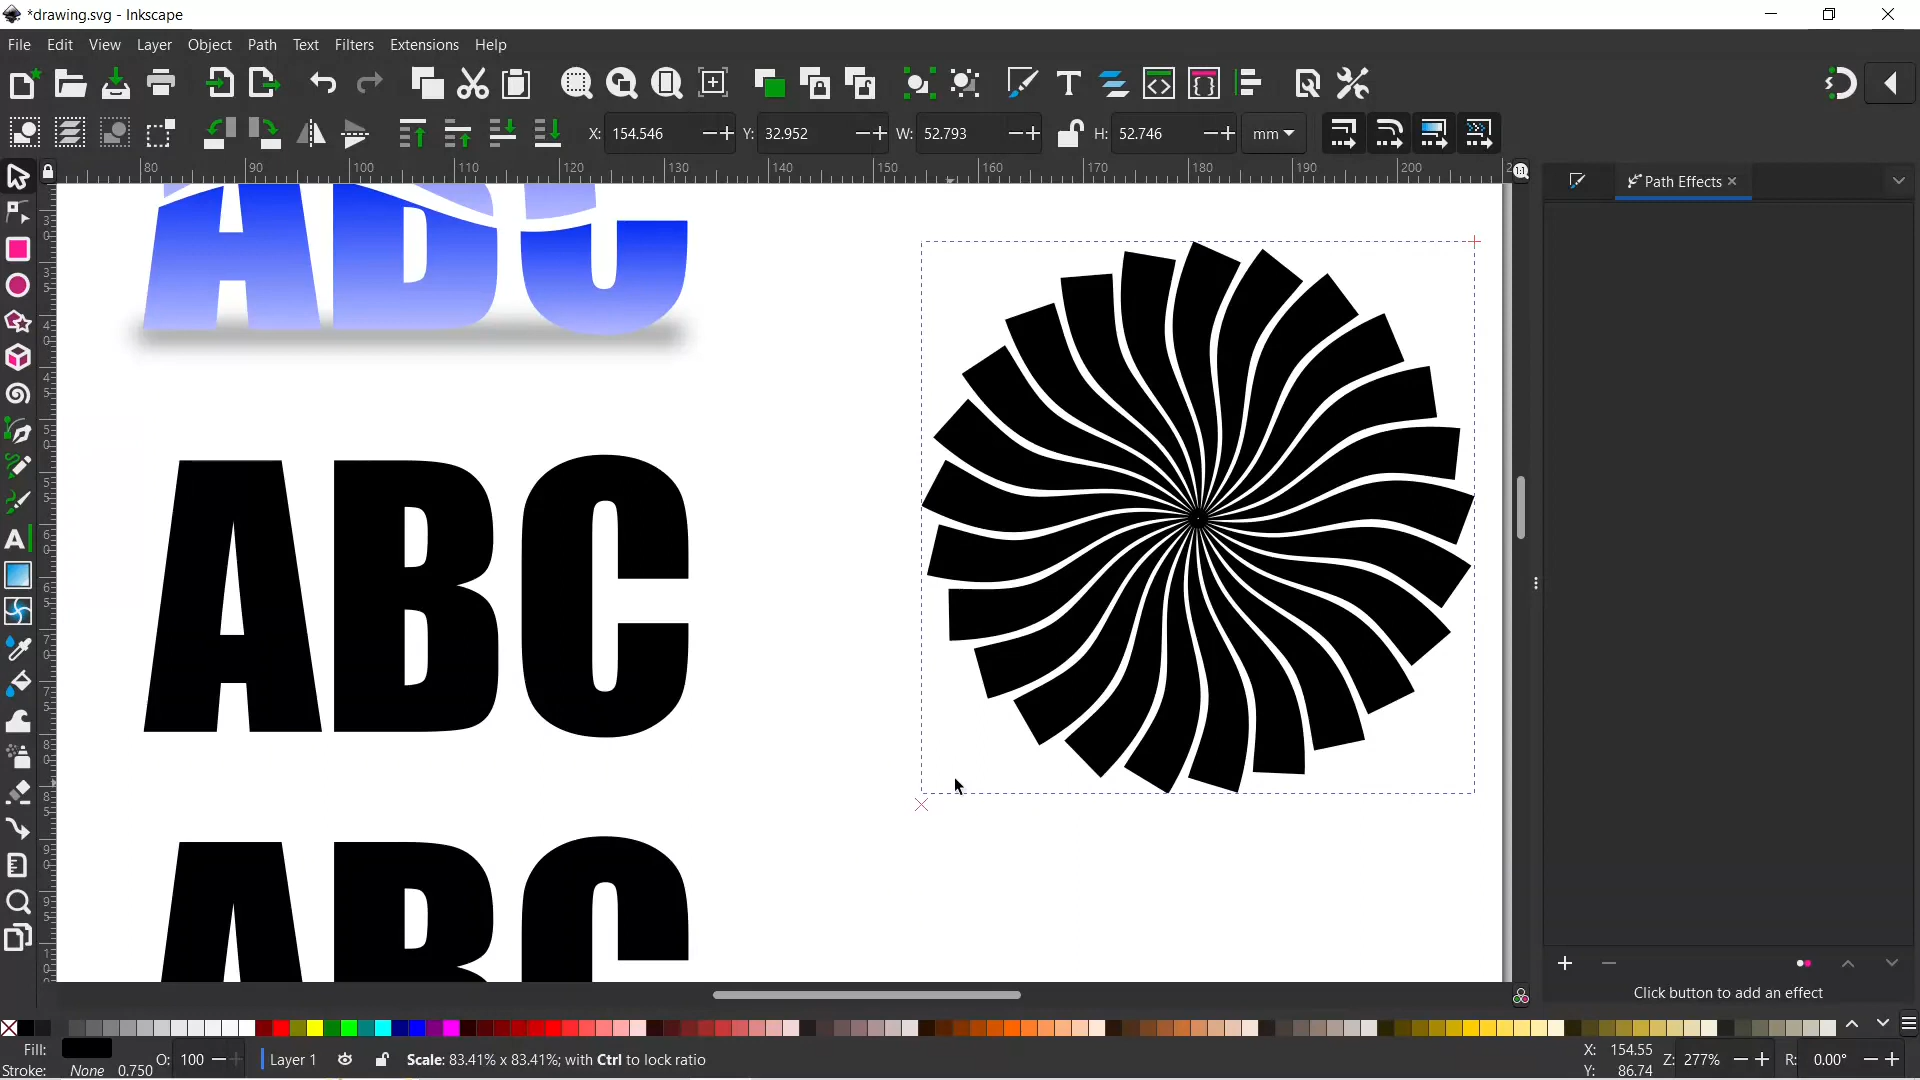 *drawing.svg - Inkscape
File Edit View Layer Object Path Text Filters Extensions Help
X: 154.546 Y: 32.952 W: 52.793 H: 52.746 mm
80 90 100 110 120 130 140 150 160 170 180 190 200
Path Effects
ABC
ABC
ABC
Click button to add an effect
Fill: O: 100 Layer 1 Scale: 83.41% x 83.41%; with Ctrl to lock ratio X: 154.55 Z: 277% R: 0.00°
Stroke: None 0.750 Y: 86.74